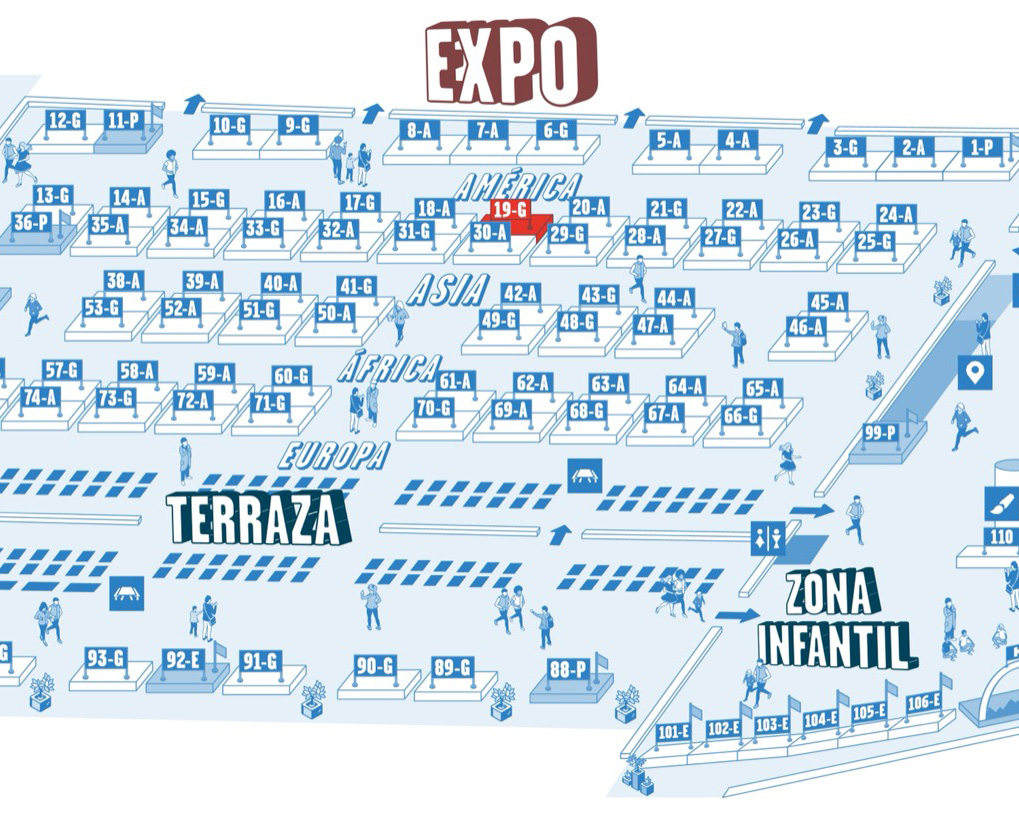 EXPO
12-G 11-P 10-G 9-G 8-A 7-A 6-G 5-A 4-A 3-G 2-A 1-P
AMÉRICA
13-G 14-A 15-G 16-A 17-G 18-A 19-G 20-A 21-G 22-A 23-G 24-A
36-P 35-A 34-A 33-G 32-A 31-G 30-A 29-G 28-A 27-G 26-A 25-G
ASIA
38-A 39-A 40-A 41-G 42-A 43-G 44-A 45-A
53-G 52-A 51-G 50-A 49-G 48-G 47-A 46-A
ÁFRICA
57-G 58-A 59-A 60-G 61-A 62-A 63-A 64-A 65-A
74-A 73-G 72-A 71-G 70-G 69-A 68-G 67-A 66-G
99-P
EUROPA
TERRAZA
110
ZONA
INFANTIL
93-G 92-E 91-G 90-G 89-G 88-P
101-E 102-E 103-E 104-E 105-E 106-E